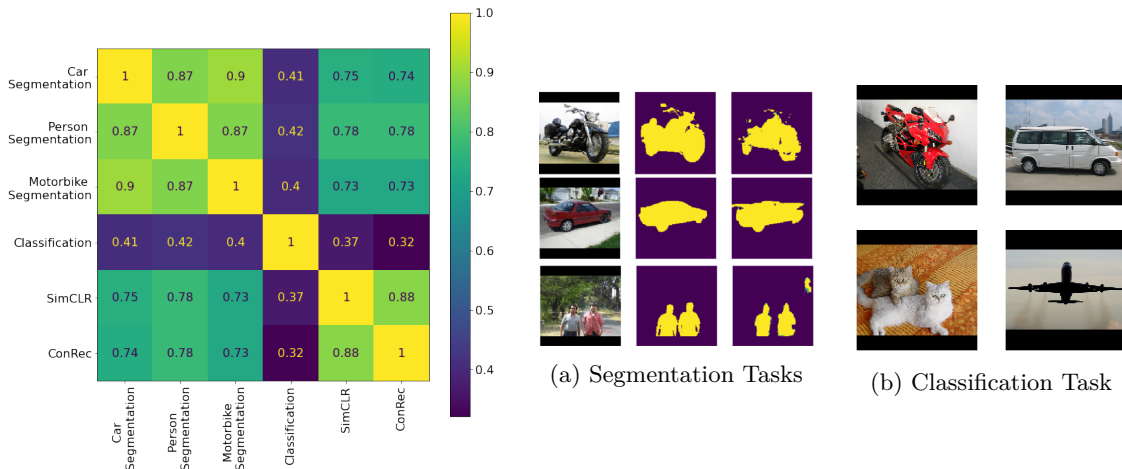 1.0
Car
Segmentation
1 0.87 0.9 0.41 0.75 0.74
0.9
Person
Segmentation
0.87 1 0.87 0.42 0.78 0.78
0.8
Motorbike
Segmentation
0.9 0.87 1 0.4 0.73 0.73
0.7
Classification 0.41 0.42 0.4 1 0.37 0.32
0.6
SimCLR 0.75 0.78 0.73 0.37 1 0.88
0.5
ConRec 0.74 0.78 0.73 0.32 0.88 1
0.4
Car
Segmentation
Person
Segmentation
Motorbike
Segmentation
Classification
SimCLR
ConRec
(a) Segmentation Tasks
(b) Classification Task